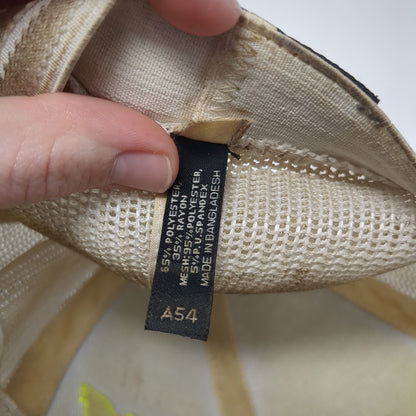 65% POLYESTER,
35% RAYON
MESH:95% POLYESTER,
5% P.U.SPANDEX
MADE IN BANGLADESH
A54